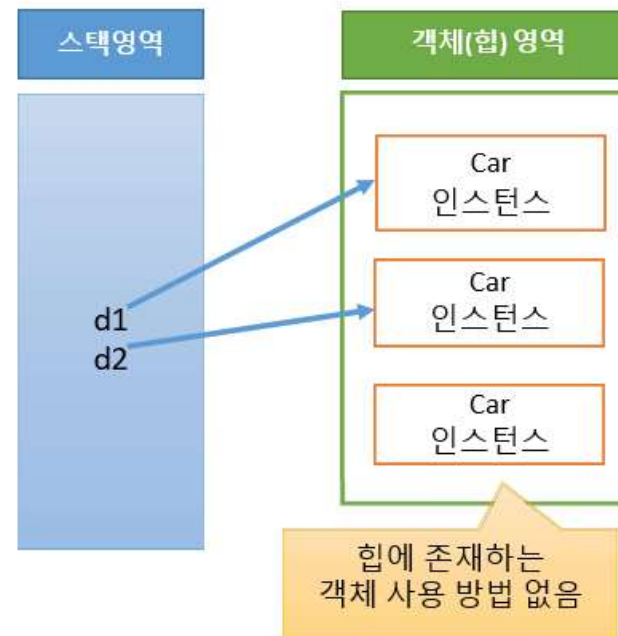 스택영역
객체(힙) 영역
Car
인스턴스
d1
d2
Car
인스턴스
Car
인스턴스
힙에 존재하는
객체 사용 방법 없음